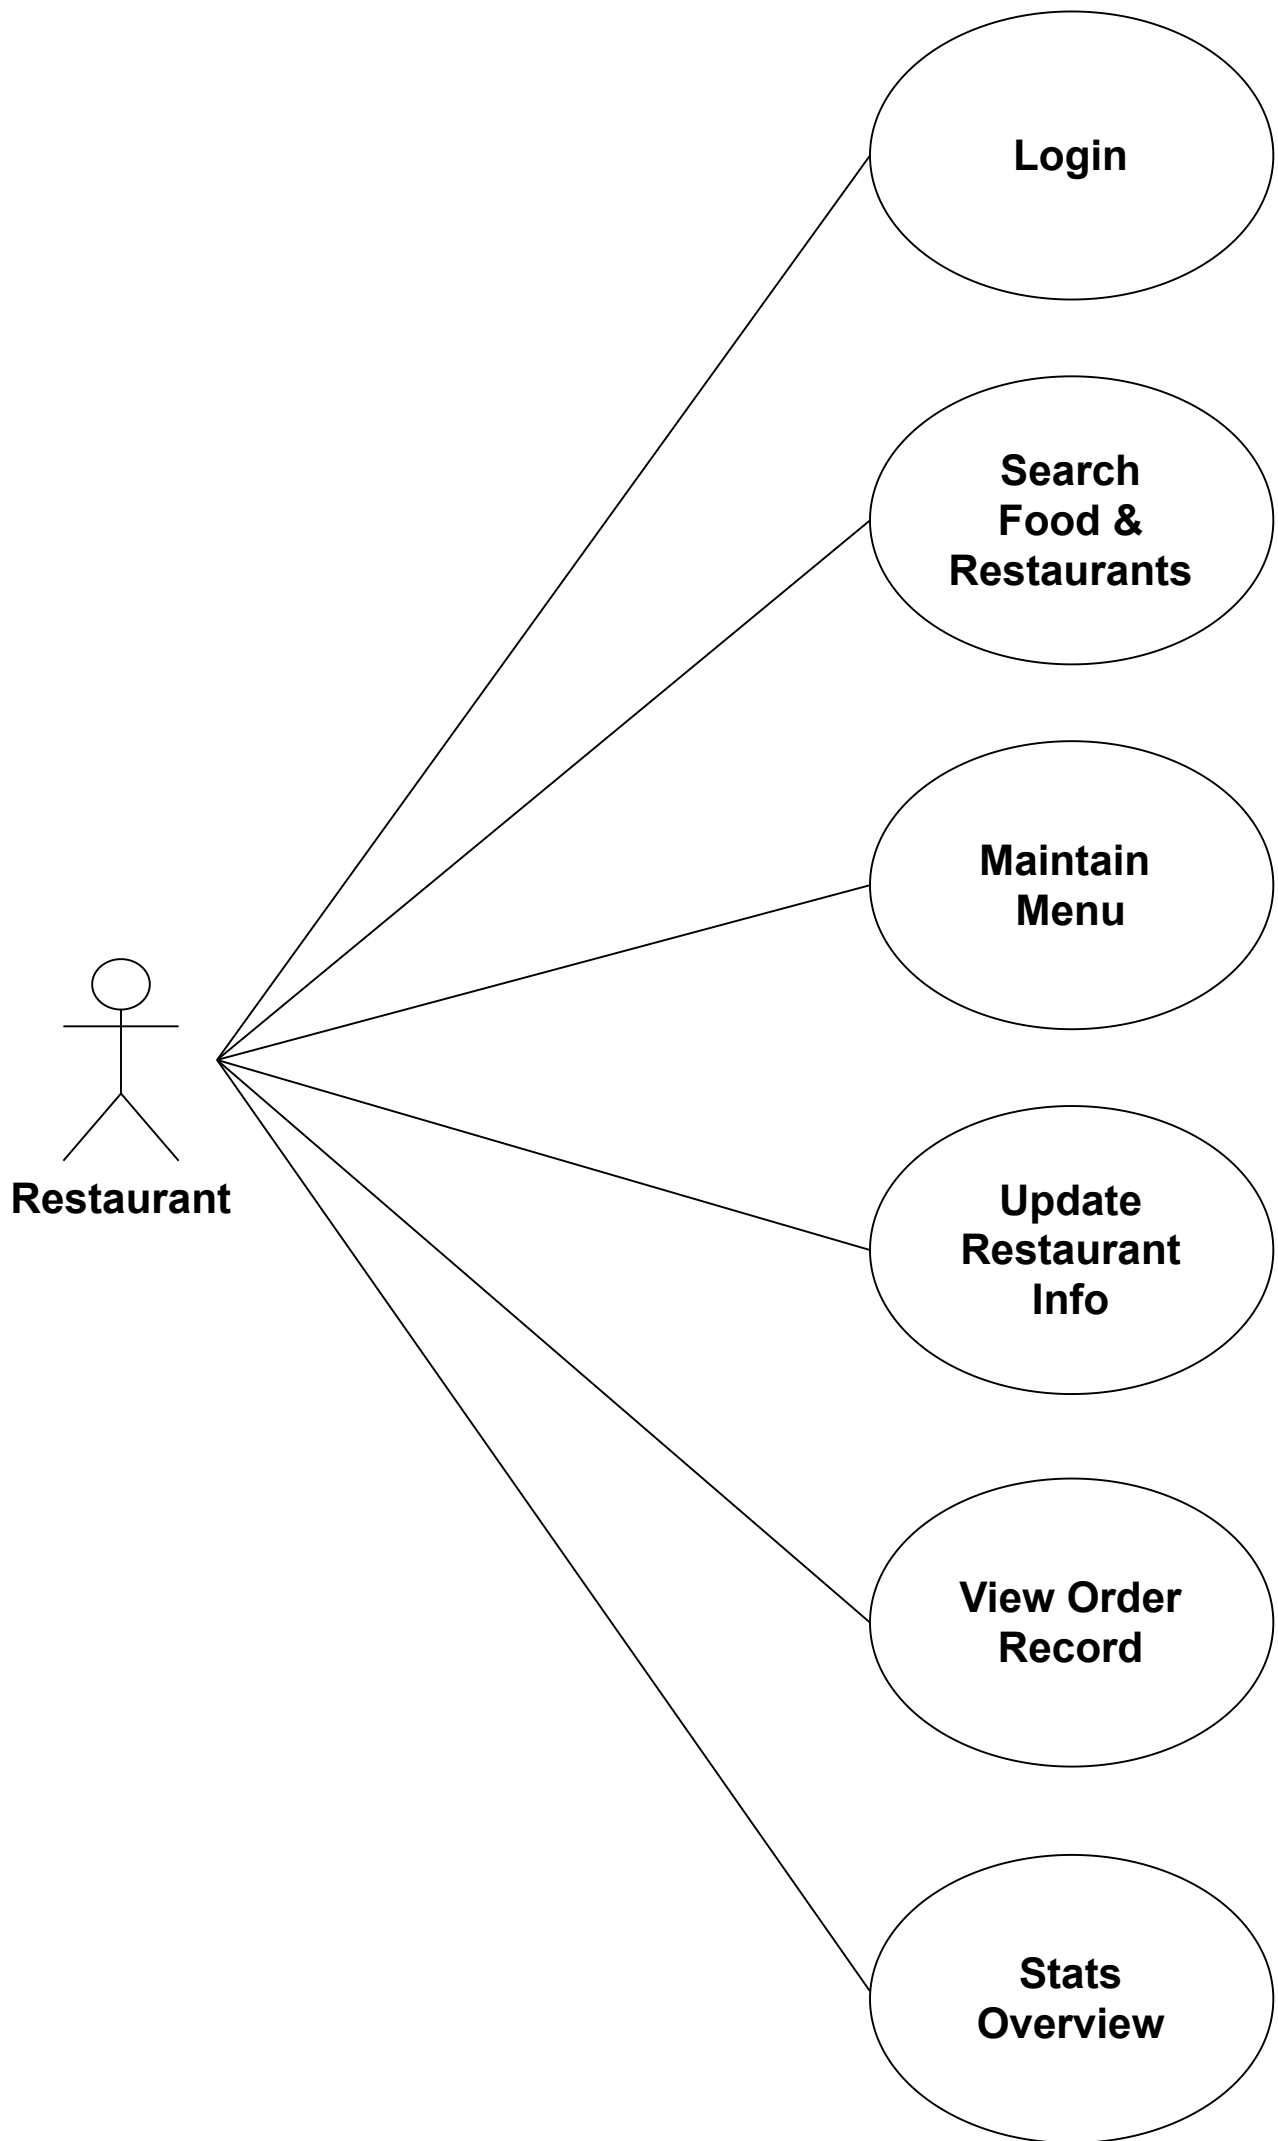 Login
Search
Food &
Restaurants
Maintain
Menu
Restaurant
Update
Restaurant
Info
View Order
Record
Stats
Overview